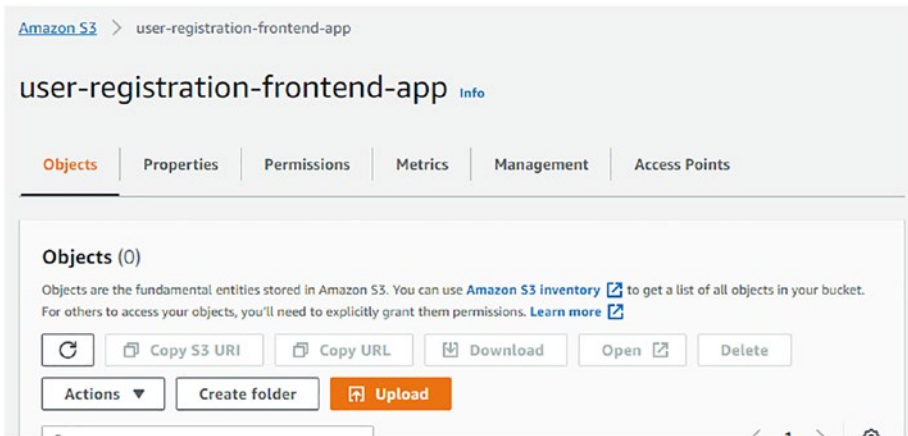 Amazon S3 > user-registration-frontend-app
user-registration-frontend-app Info
Objects Properties Permissions Metrics Management Access Points
Objects (0)
Objects are the fundamental entities stored in Amazon S3. You can use Amazon S3 inventory to get a list of all objects in your bucket.
For others to access your objects, you'll need to explicitly grant them permissions. Learn more
Copy S3 URI Copy URL Download Open Delete
Actions Create folder Upload
< 1 >